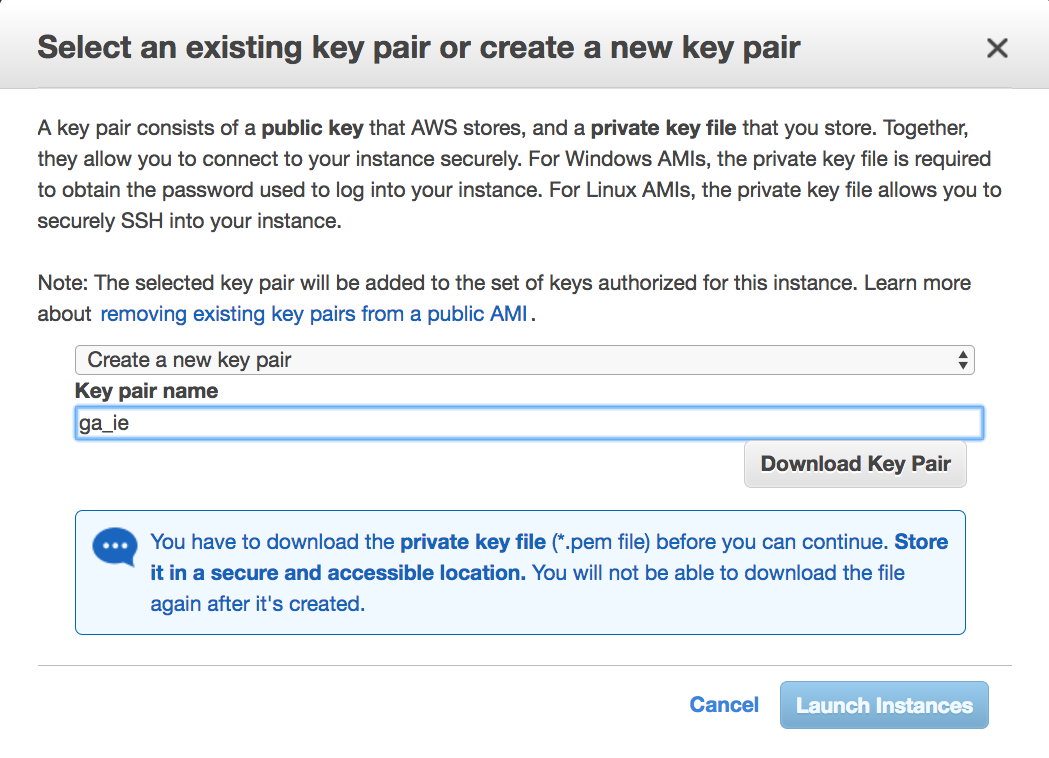 Select an existing key pair or create a new key pair
A key pair consists of a public key that AWS stores, and a private key file that you store. Together,
they allow you to connect to your instance securely. For Windows AMIs, the private key file is required
to obtain the password used to log into your instance. For Linux AMIs, the private key file allows you to
securely SSH into your instance.
Note: The selected key pair will be added to the set of keys authorized for this instance. Learn more
about removing existing key pairs from a public AMI.
Create a new key pair
Key pair name
ga_ie
Download Key Pair
You have to download the private key file (*.pem file) before you can continue. Store
it in a secure and accessible location. You will not be able to download the file
again after it's created.
Cancel
Launch Instances